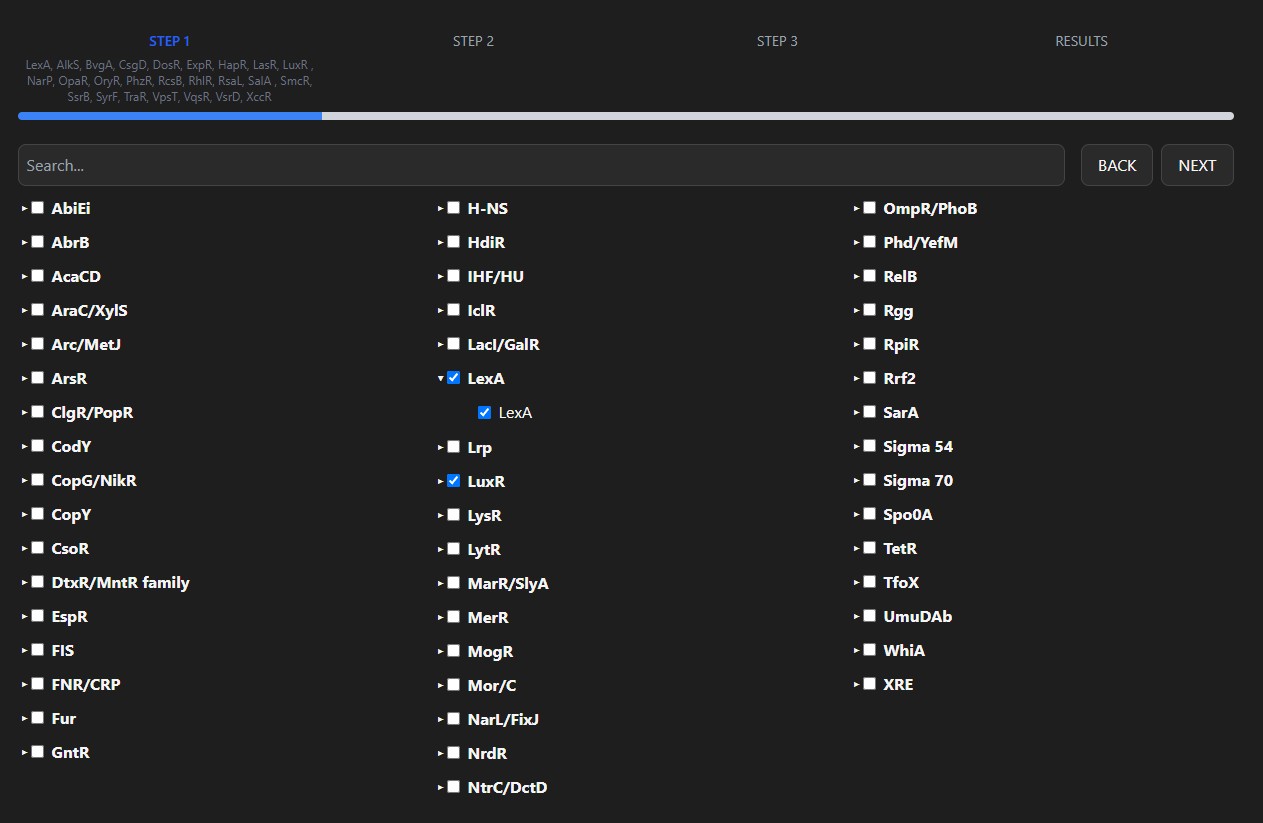 STEP 1
STEP 2
STEP 3
RESULTS
LexA, AlkS, BvgA, CsgD, DosR, ExpR, HapR, LasR, LuxR ,
NarP, OpaR, OryR, PhzR, RcsB, RhlR, RsaL, SalA , SmcR,
SsrB, SyrF, TraR, VpsT, VqsR, VsrD, XccR
Search...
BACK
NEXT
AbiEi
AbrB
AcaCD
AraC/XylS
Arc/MetJ
ArsR
ClgR/PopR
CodY
CopG/NikR
CopY
CsoR
DtxR/MntR family
EspR
FIS
FNR/CRP
Fur
GntR
H-NS
HdiR
IHF/HU
IclR
LacI/GalR
LexA
LexA
Lrp
LuxR
LysR
LytR
MarR/SlyA
MerR
MogR
Mor/C
NarL/FixJ
NrdR
NtrC/DctD
OmpR/PhoB
Phd/YefM
RelB
Rgg
RpiR
Rrf2
SarA
Sigma 54
Sigma 70
Spo0A
TetR
TfoX
UmuDAb
WhiA
XRE